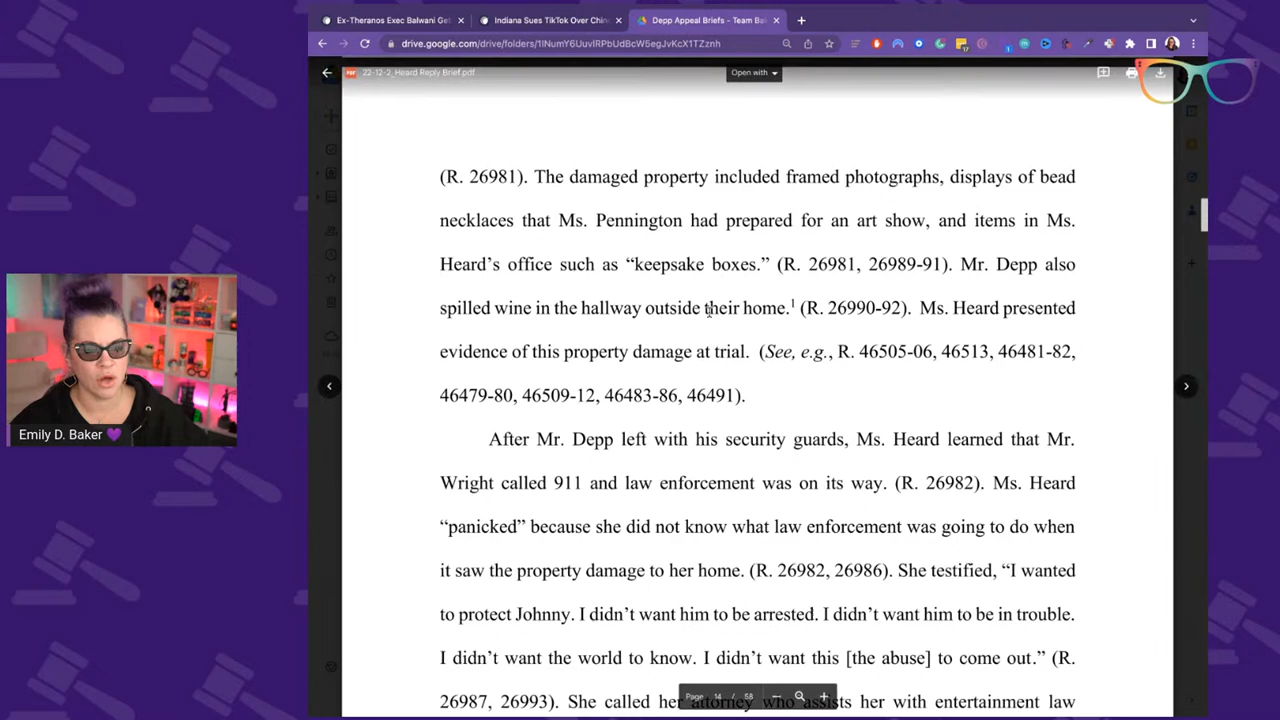 Ex-Theranos Exec Balwani Get
Indiana Sues TikTok Over Chin
Depp Appeal Briefs - Team Ba
22-12-2_Heard Reply Brief.pdf
Open with
(R. 26981). The damaged property included framed photographs, displays of bead
necklaces that Ms. Pennington had prepared for an art show, and items in Ms.
Heard’s office such as “keepsake boxes.” (R. 26981, 26989-91). Mr. Depp also
spilled wine in the hallway outside their home.1 (R. 26990-92). Ms. Heard presented
evidence of this property damage at trial. (See, e.g., R. 46505-06, 46513, 46481-82,
46479-80, 46509-12, 46483-86, 46491).
After Mr. Depp left with his security guards, Ms. Heard learned that Mr.
Wright called 911 and law enforcement was on its way. (R. 26982). Ms. Heard
“panicked” because she did not know what law enforcement was going to do when
it saw the property damage to her home. (R. 26982, 26986). She testified, “I wanted
to protect Johnny. I didn’t want him to be arrested. I didn’t want him to be in trouble.
I didn’t want the world to know. I didn’t want this [the abuse] to come out.” (R.
26987, 26993). She called her attorney who assists her with entertainment law
Page 14 / 58
Emily D. Baker 💜